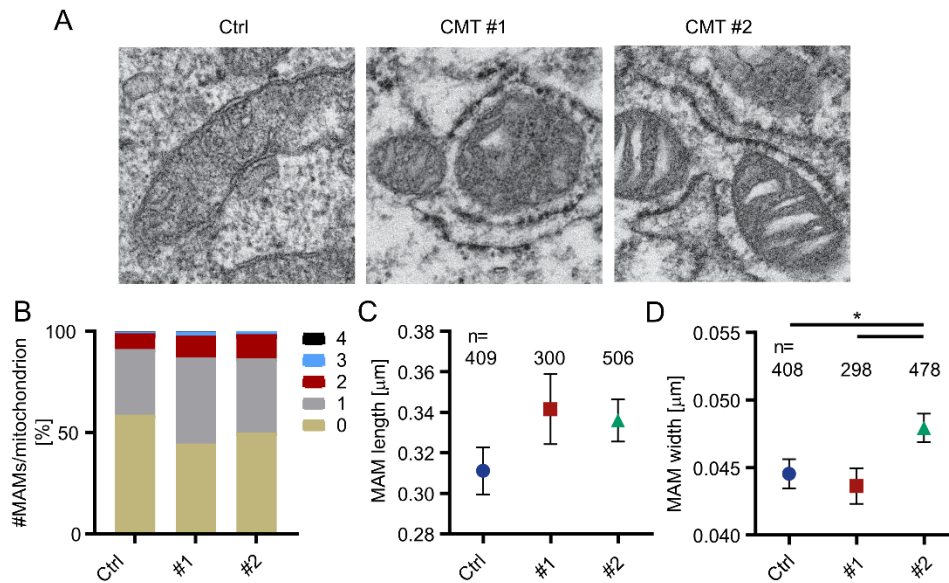 A
Ctrl
CMT #1
CMT #2
B
#MAMs/mitochondrion
[%]
100
50
0
Ctrl
#1
#2
4
3
2
1
0
C
MAM length [µm]
0.38
0.36
0.34
0.32
0.30
0.28
n=
409
300
506
Ctrl
#1
#2
D
MAM width [µm]
0.055
0.050
0.045
0.040
*
n=
408
298
478
Ctrl
#1
#2